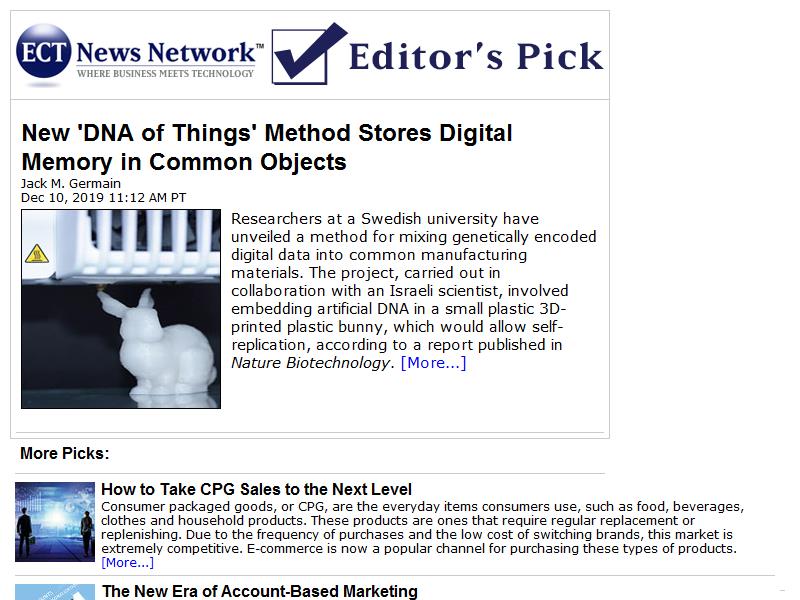 ECT News Network™
WHERE BUSINESS MEETS TECHNOLOGY
Editor's Pick
New 'DNA of Things' Method Stores Digital
Memory in Common Objects
Jack M. Germain
Dec 10, 2019 11:12 AM PT
Researchers at a Swedish university have
unveiled a method for mixing genetically encoded
digital data into common manufacturing
materials. The project, carried out in
collaboration with an Israeli scientist, involved
embedding artificial DNA in a small plastic 3D-
printed plastic bunny, which would allow self-
replication, according to a report published in
Nature Biotechnology. [More...]
More Picks:
How to Take CPG Sales to the Next Level
Consumer packaged goods, or CPG, are the everyday items consumers use, such as food, beverages,
clothes and household products. These products are ones that require regular replacement or
replenishing. Due to the frequency of purchases and the low cost of switching brands, this market is
extremely competitive. E-commerce is now a popular channel for purchasing these types of products.
[More...]
The New Era of Account-Based Marketing